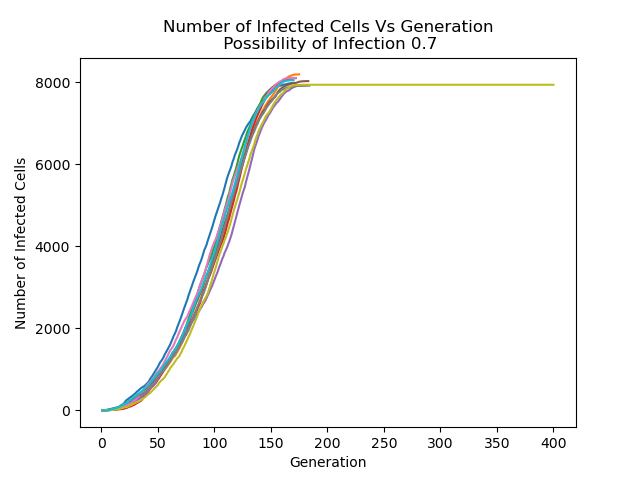 Number of Infected Cells Vs Generation
Possibility of Infection 0.7
8000
6000
4000
2000
0
Number of Infected Cells
0 50 100 150 200 250 300 350 400
Generation